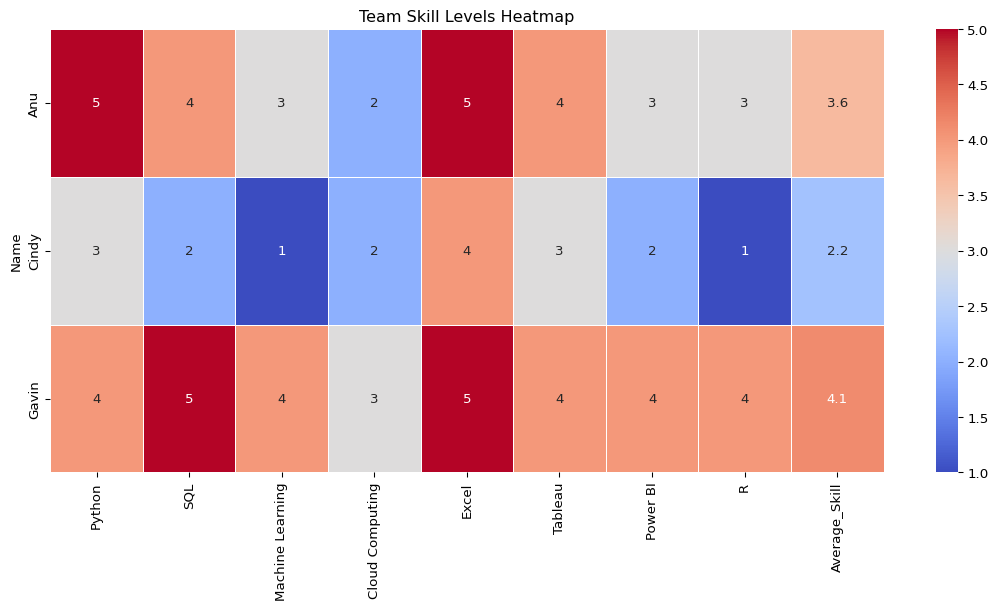 Team Skill Levels Heatmap
Name
Anu
5 4 3 2 5 4 3 3 3.6
Cindy
3 2 1 2 4 3 2 1 2.2
Gavin
4 5 4 3 5 4 4 4 4.1
Python
SQL
Machine Learning
Cloud Computing
Excel
Tableau
Power BI
R
Average_Skill
5.0
4.5
4.0
3.5
3.0
2.5
2.0
1.5
1.0